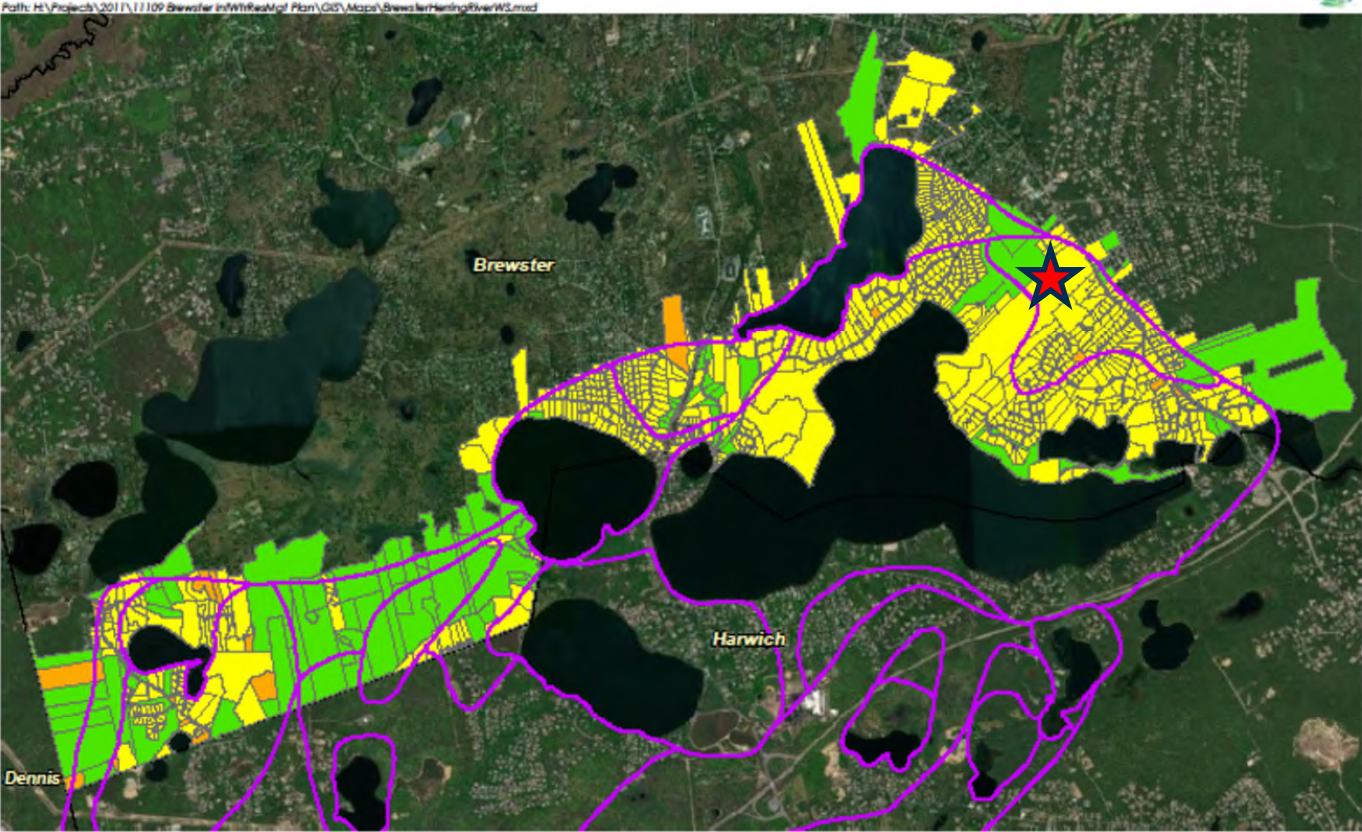 Path: H:\Projects\2011\11109 Brewster IntWtrResMgt Plan\GIS\Maps\BrewsterHerringRiverWS.mxd
Brewster
Harwich
Dennis